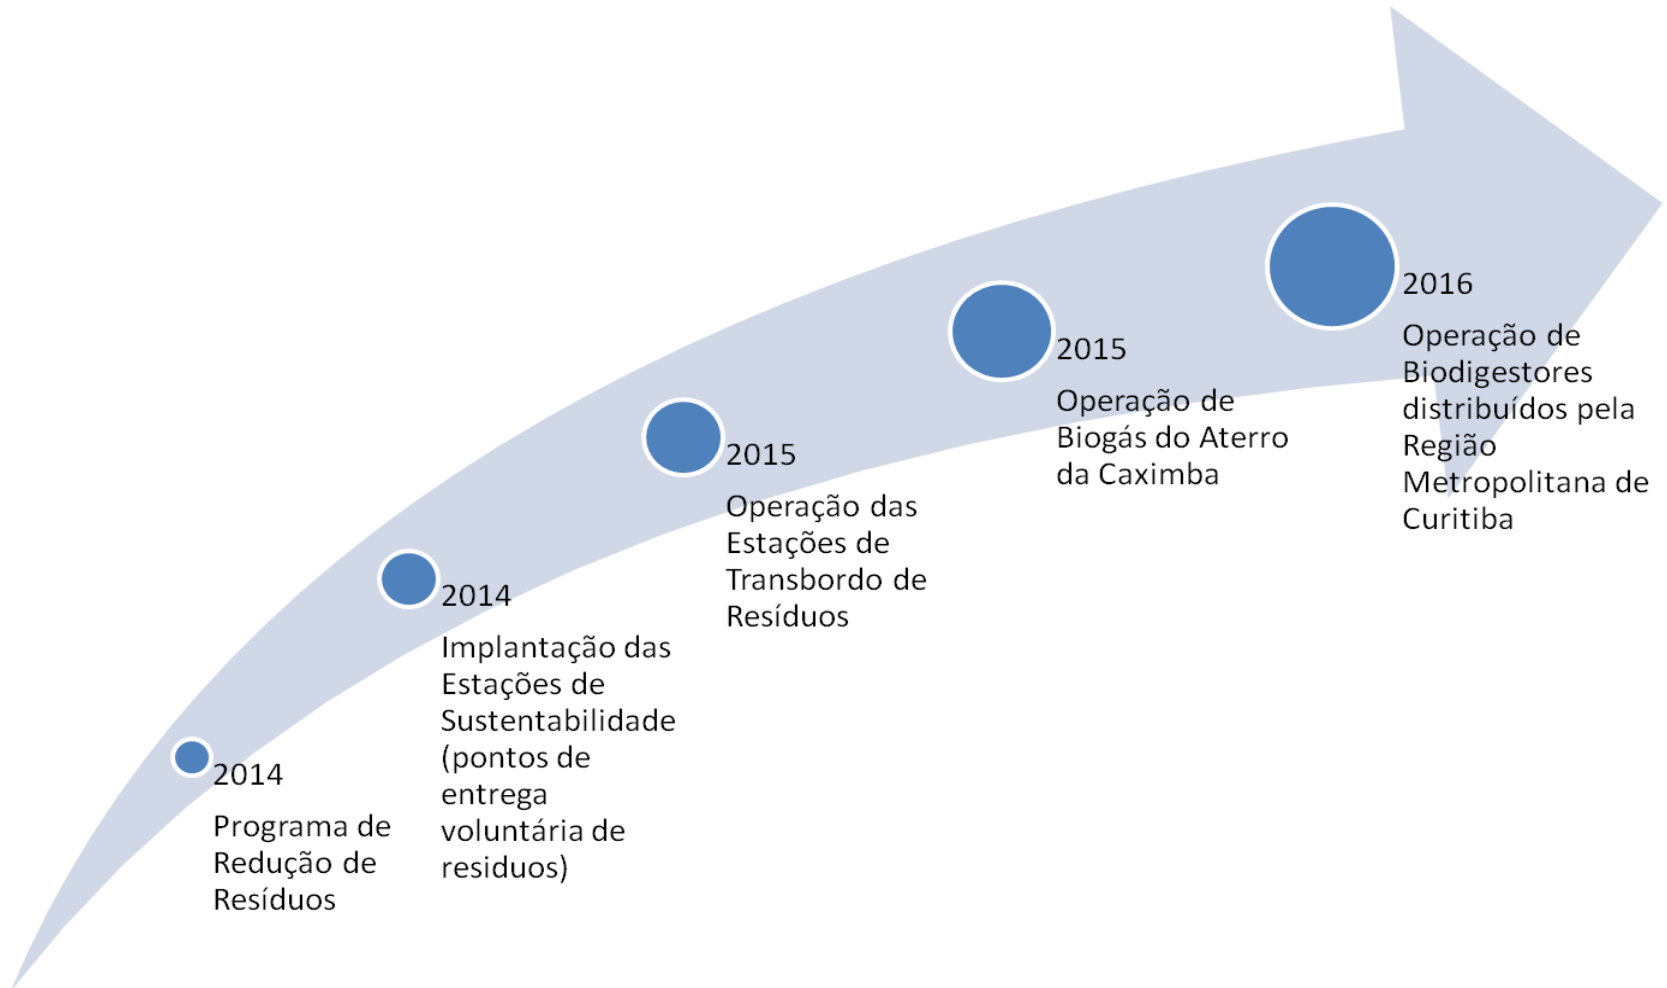 2014
Programa de
Redução de
Resíduos
2014
Implantação das
Estações de
Sustentabilidade
(pontos de
entrega
voluntária de
residuos)
2015
Operação das
Estações de
Transbordo de
Resíduos
2015
Operação de
Biogás do Aterro
da Caximba
2016
Operação de
Biodigestores
distribuídos pela
Região
Metropolitana de
Curitiba